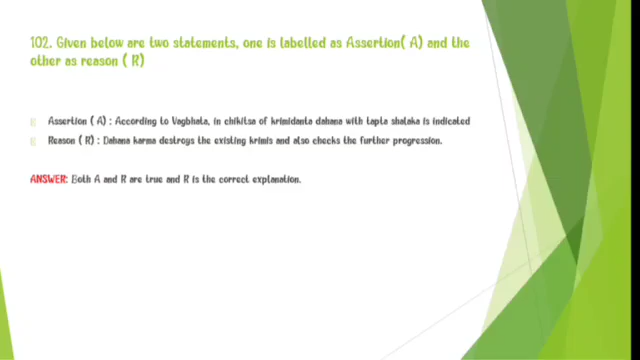 102. Given below are two statements, one is labelled as Assertion( A) and the
other as reason ( R)
Assertion ( A) : According to Vagbhata, in chikitsa of krimidanta dahana with tapta shalaka is indicated
Reason ( R) : Dahana karma destroys the existing krimis and also checks the further progression.
ANSWER: Both A and R are true and R is the correct explanation.